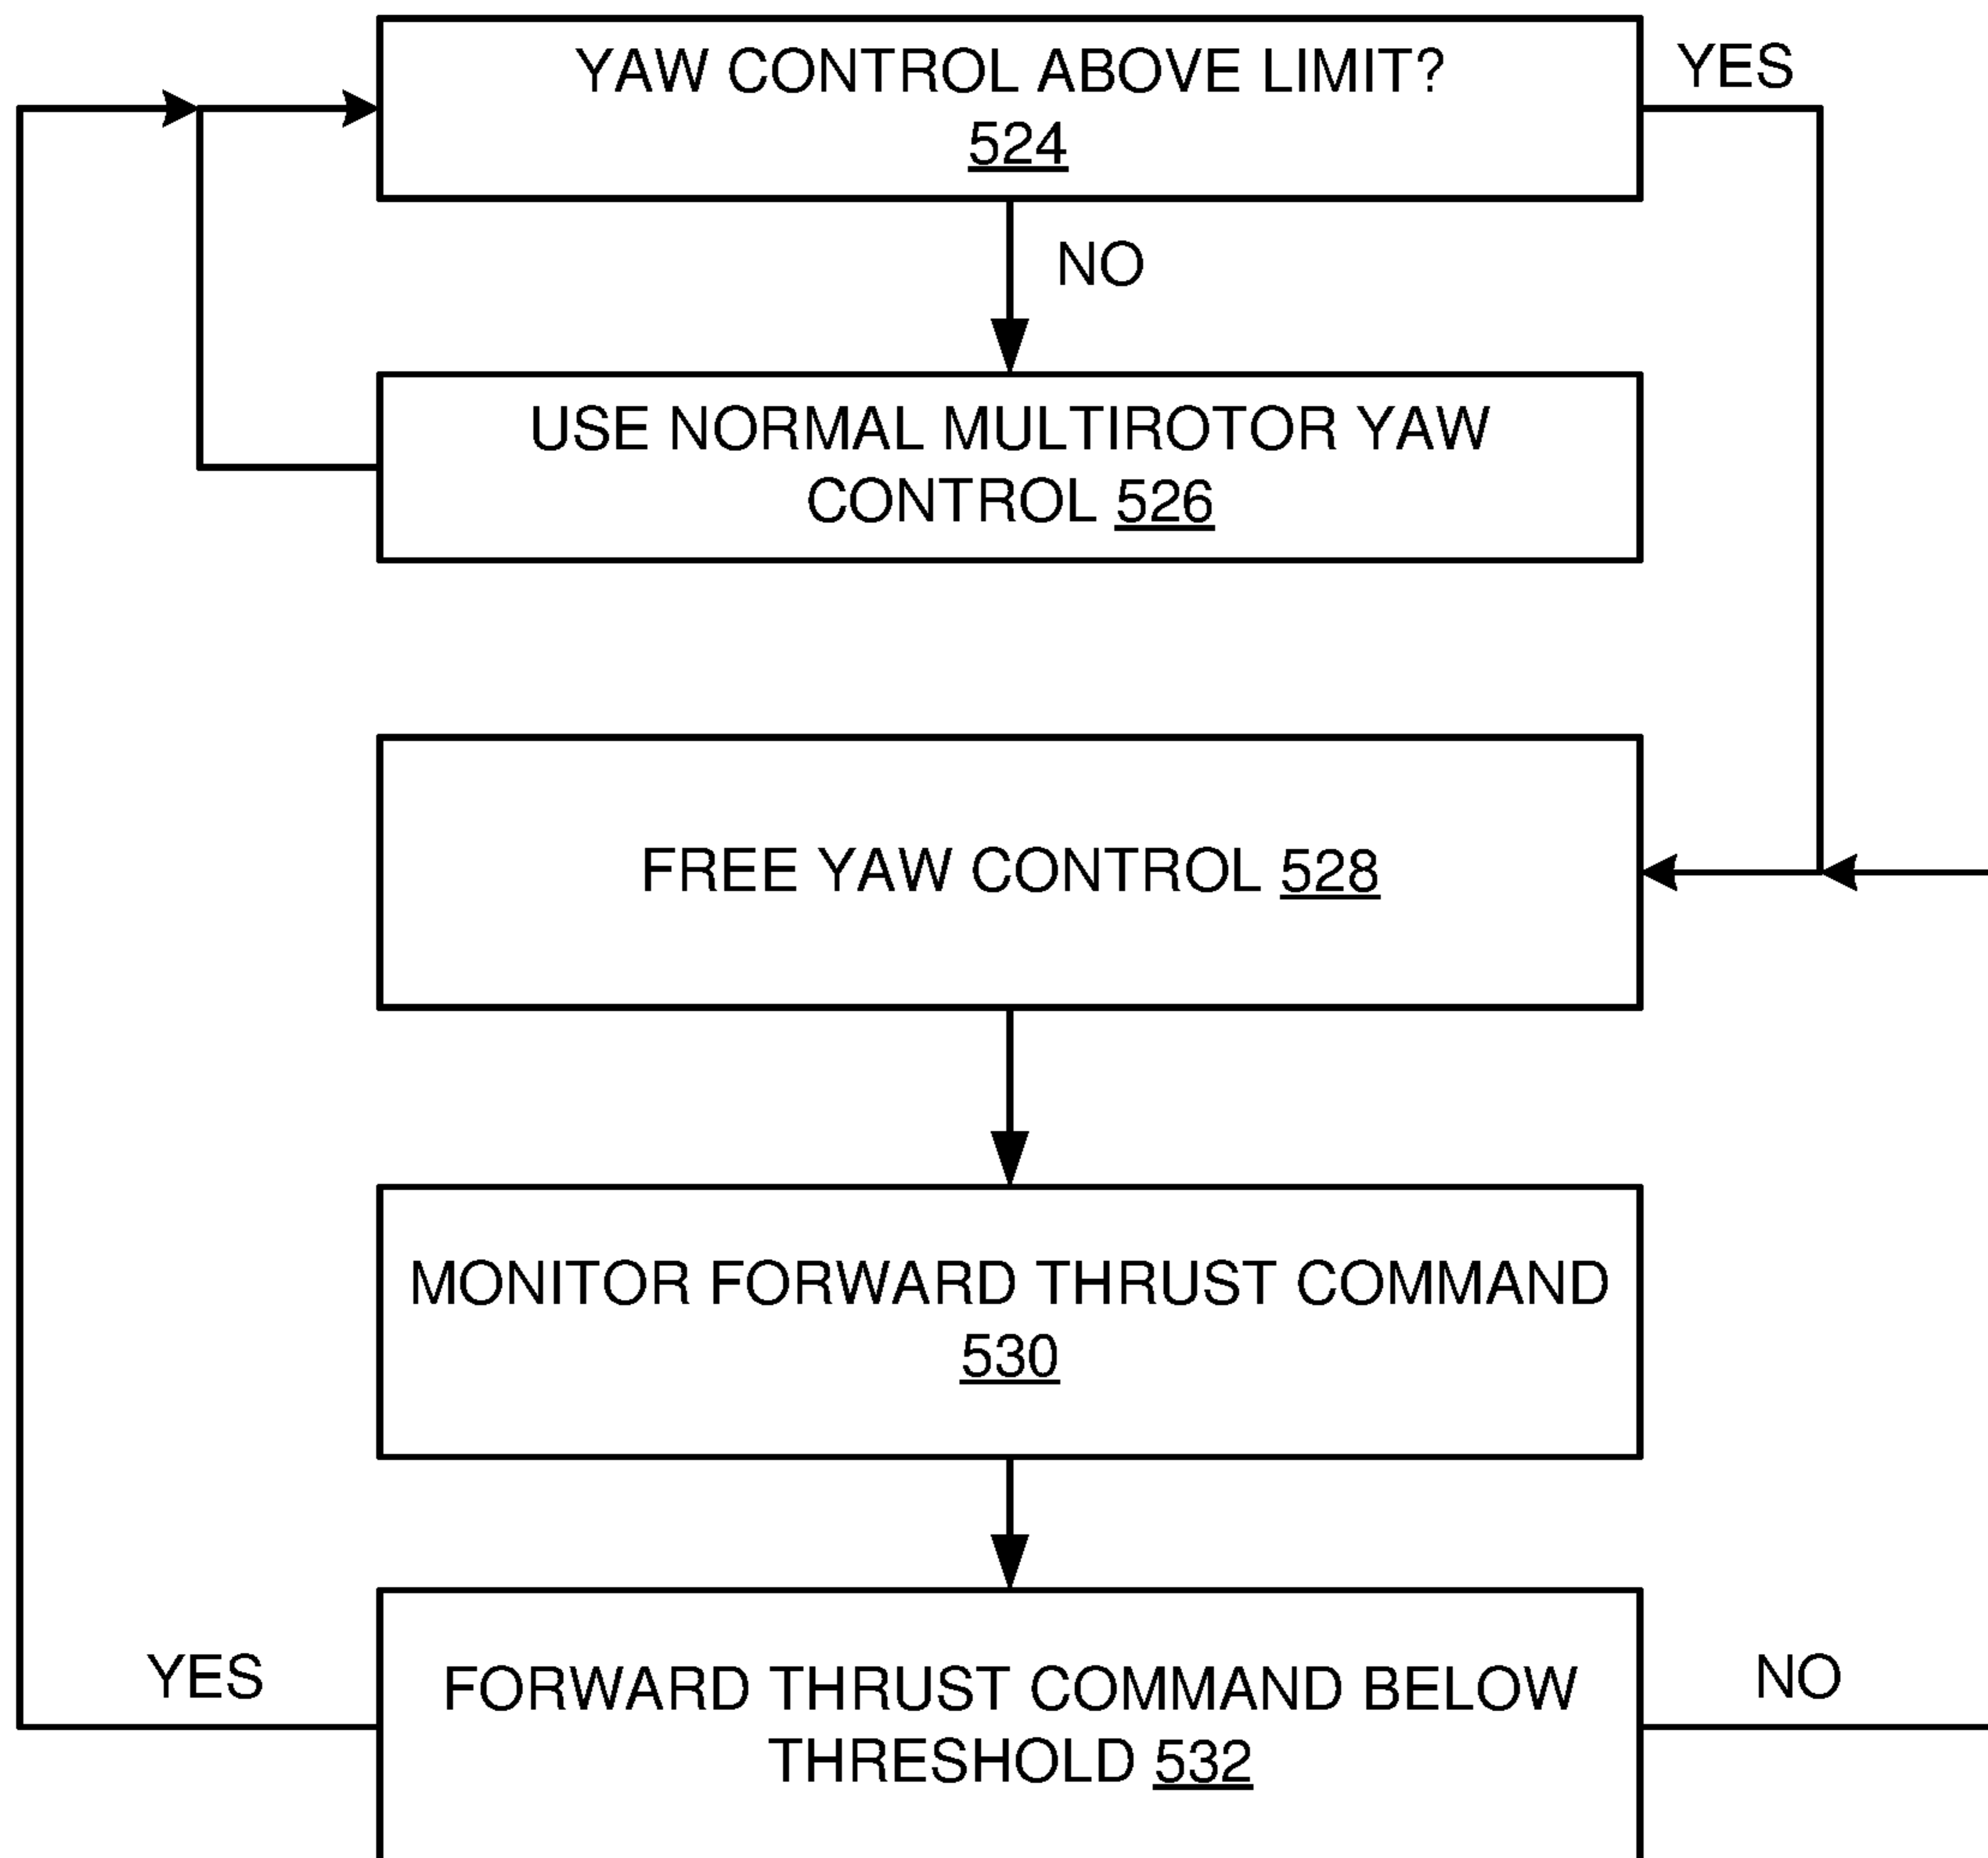 YAW CONTROL ABOVE LIMIT?
524
YES
NO
USE NORMAL MULTIROTOR YAW
CONTROL 526
FREE YAW CONTROL 528
MONITOR FORWARD THRUST COMMAND
530
YES
FORWARD THRUST COMMAND BELOW
THRESHOLD 532
NO